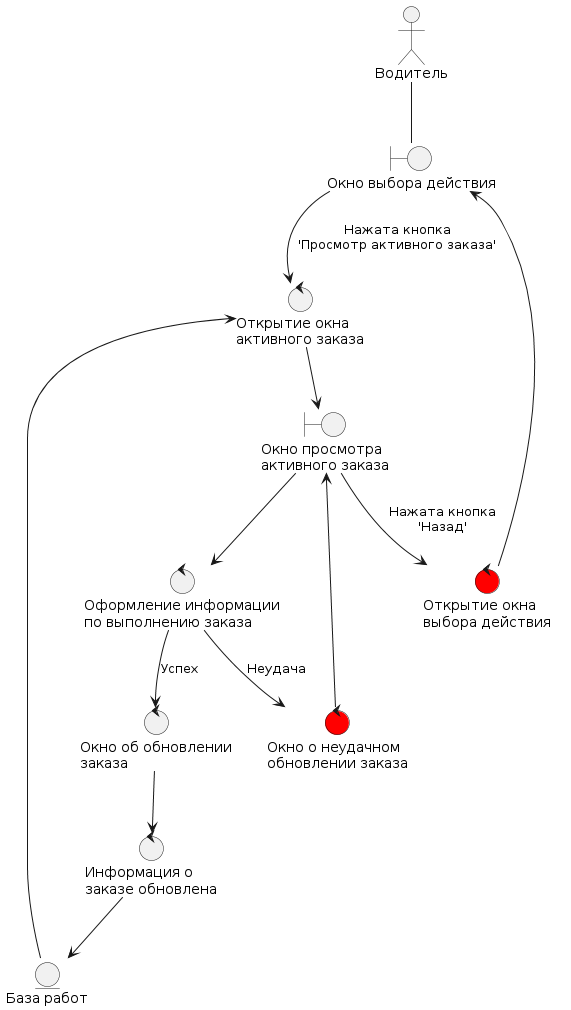 Водитель
Окно выбора действия
Нажата кнопка
'Просмотр активного заказа'
Открытие окна
активного заказа
Окно просмотра
активного заказа
Нажата кнопка
'Назад'
Оформление информации
по выполнению заказа
Открытие окна
выбора действия
Успех
Неудача
Окно об обновлении
заказа
Окно о неудачном
обновлении заказа
Информация о
заказе обновлена
База работ